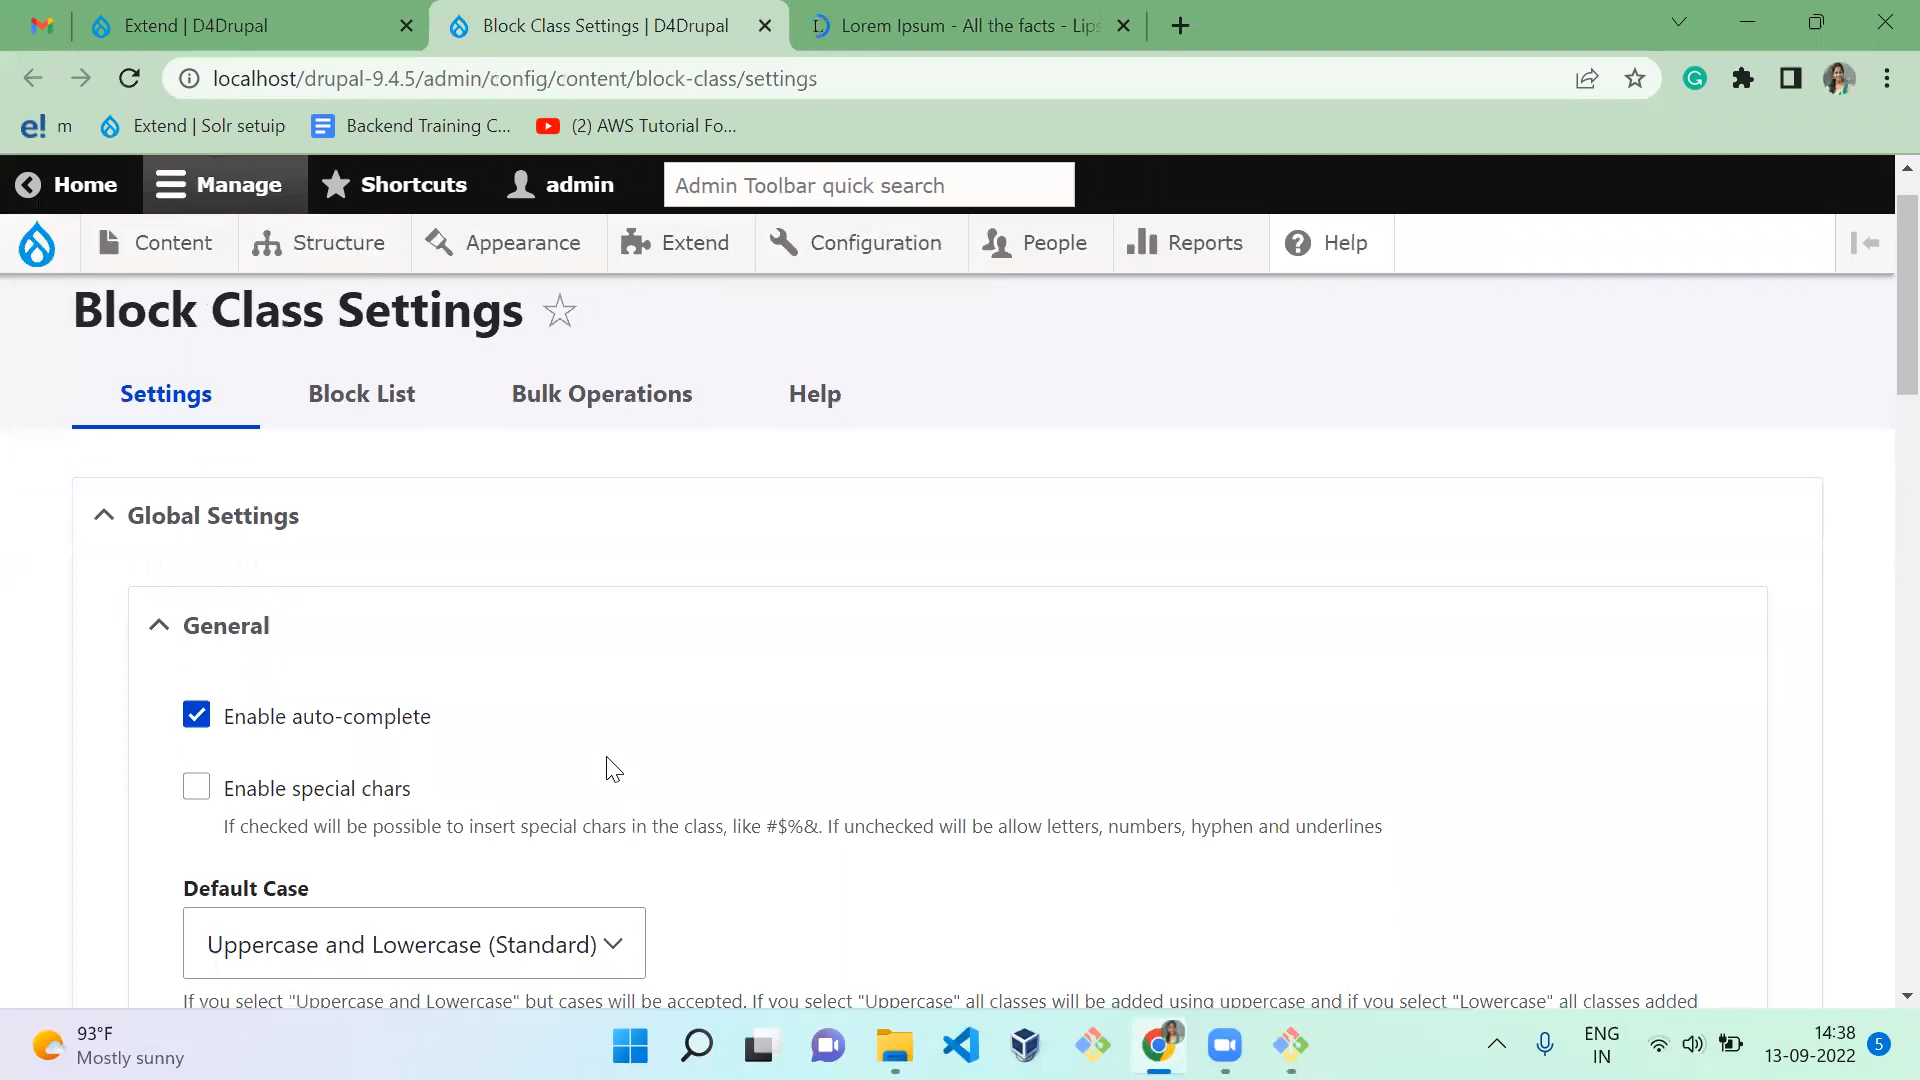 Extend | D4Drupal
Block Class Settings | D4Drupal
Lorem Ipsum - All the facts - Lips
localhost/drupal-9.4.5/admin/config/content/block-class/settings
e! m
Extend | Solr setuip
Backend Training C...
(2) AWS Tutorial Fo...
Home
Manage
Shortcuts
admin
Admin Toolbar quick search
Content
Structure
Appearance
Extend
Configuration
People
Reports
Help
Block Class Settings
Settings
Block List
Bulk Operations
Help
Global Settings
General
Enable auto-complete
Enable special chars
If checked will be possible to insert special chars in the class, like #$%&. If unchecked will be allow letters, numbers, hyphen and underlines
Default Case
Uppercase and Lowercase (Standard)
If you select "Uppercase and Lowercase" but cases will be accepted. If you select "Uppercase" all classes will be added using uppercase and if you select "Lowercase" all classes added
93°F
Mostly sunny
ENG
IN
14:38
13-09-2022
5